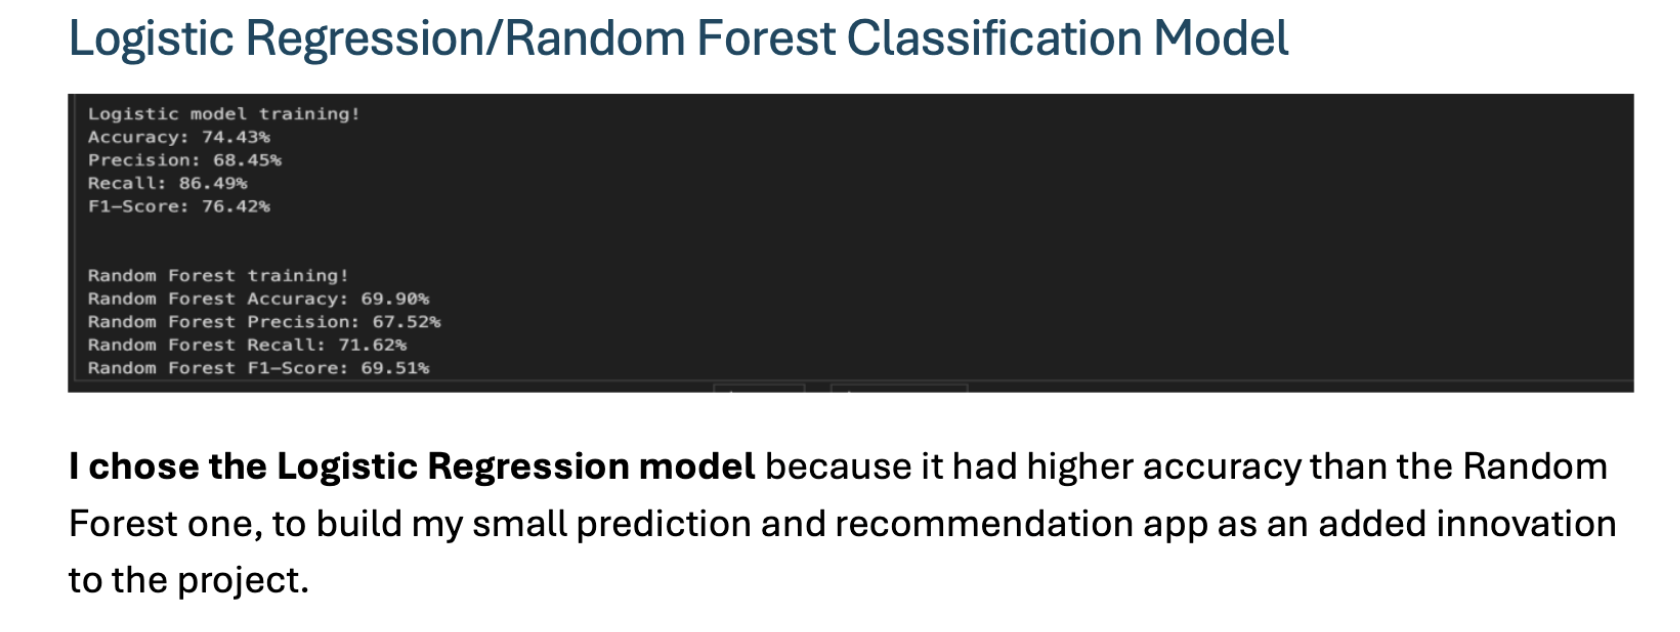 Logistic Regression/Random Forest Classification Model
Logistic model training!
Accuracy: 74.43%
Precision: 68.45%
Recall: 86.49%
F1-Score: 76.42%
Random Forest training!
Random Forest Accuracy: 69.90%
Random Forest Precision: 67.52%
Random Forest Recall: 71.62%
Random Forest F1-Score: 69.51%
I chose the Logistic Regression model because it had higher accuracy than the Random
Forest one, to build my small prediction and recommendation app as an added innovation
to the project.